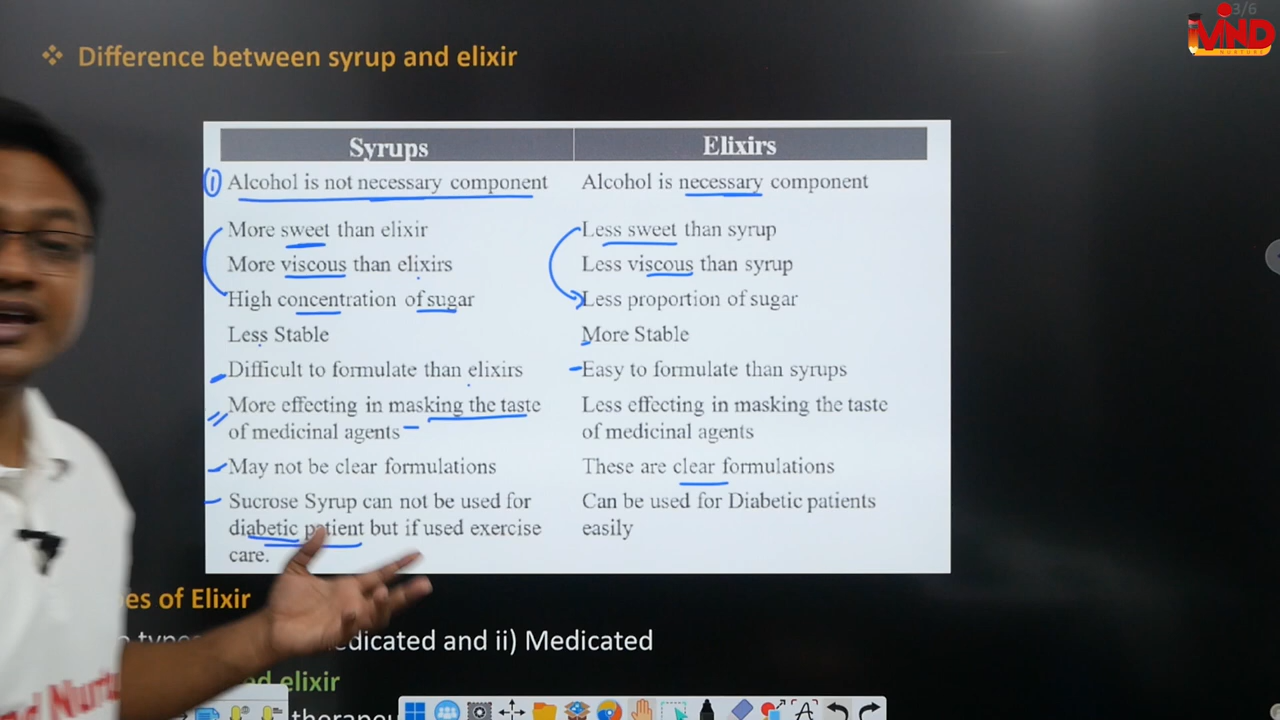 3/6
MIND
NURTURE
❖ Difference between syrup and elixir
Syrups Elixirs
① Alcohol is not necessary component Alcohol is necessary component
More sweet than elixir Less sweet than syrup
More viscous than elixirs Less viscous than syrup
High concentration of sugar Less proportion of sugar
Less Stable More Stable
Difficult to formulate than elixirs Easy to formulate than syrups
More effecting in masking the taste Less effecting in masking the taste
of medicinal agents of medicinal agents
May not be clear formulations These are clear formulations
Sucrose Syrup can not be used for Can be used for Diabetic patients
diabetic patient but if used exercise easily
care.
of Elixir
and ii) Medicated
elixir